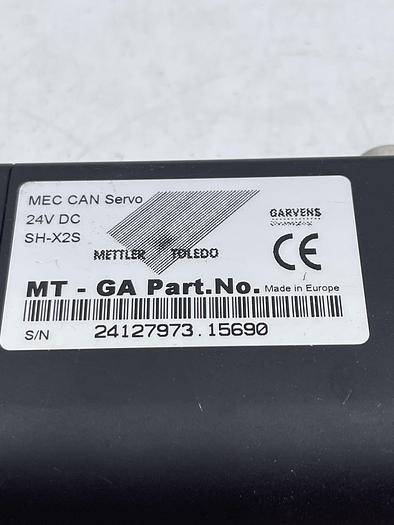 MEC CAN Servo
24V DC
SH-X2S
METTLER TOLEDO
GARVENS
CE
MT - GA Part.No. Made in Europe
S/N 24127973.15690